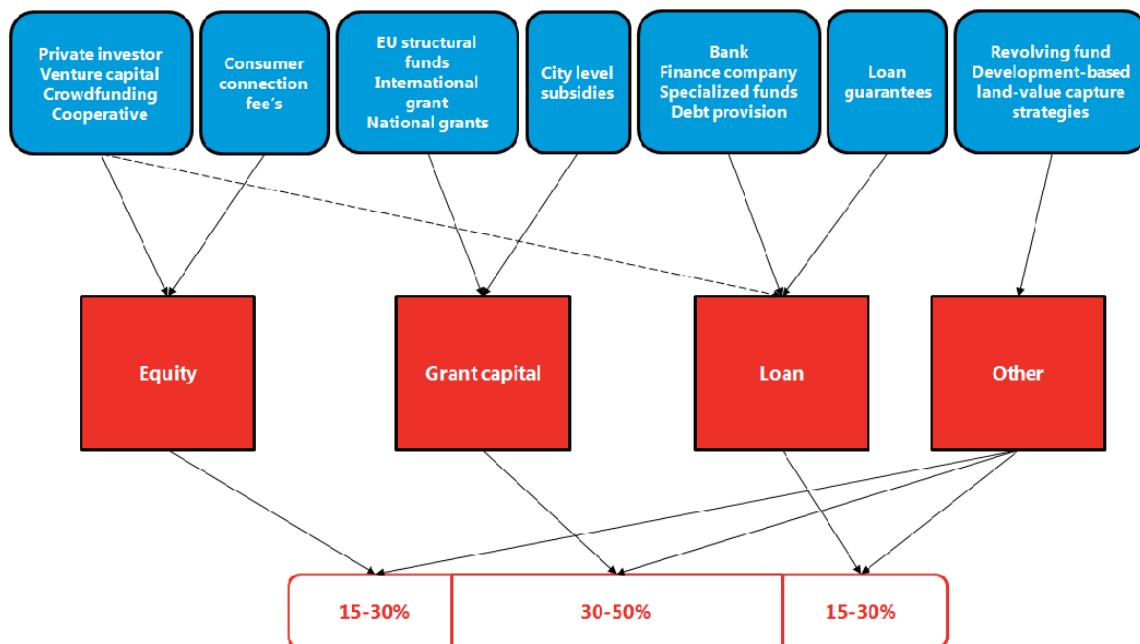 Private investor
Venture capital
Crowdfunding
Cooperative
Consumer
connection
fee's
EU structural
funds
International
grant
National grants
City level
subsidies
Bank
Finance company
Specialized funds
Debt provision
Loan
guarantees
Revolving fund
Development-based
land-value capture
strategies
Equity
Grant capital
Loan
Other
15-30%
30-50%
15-30%